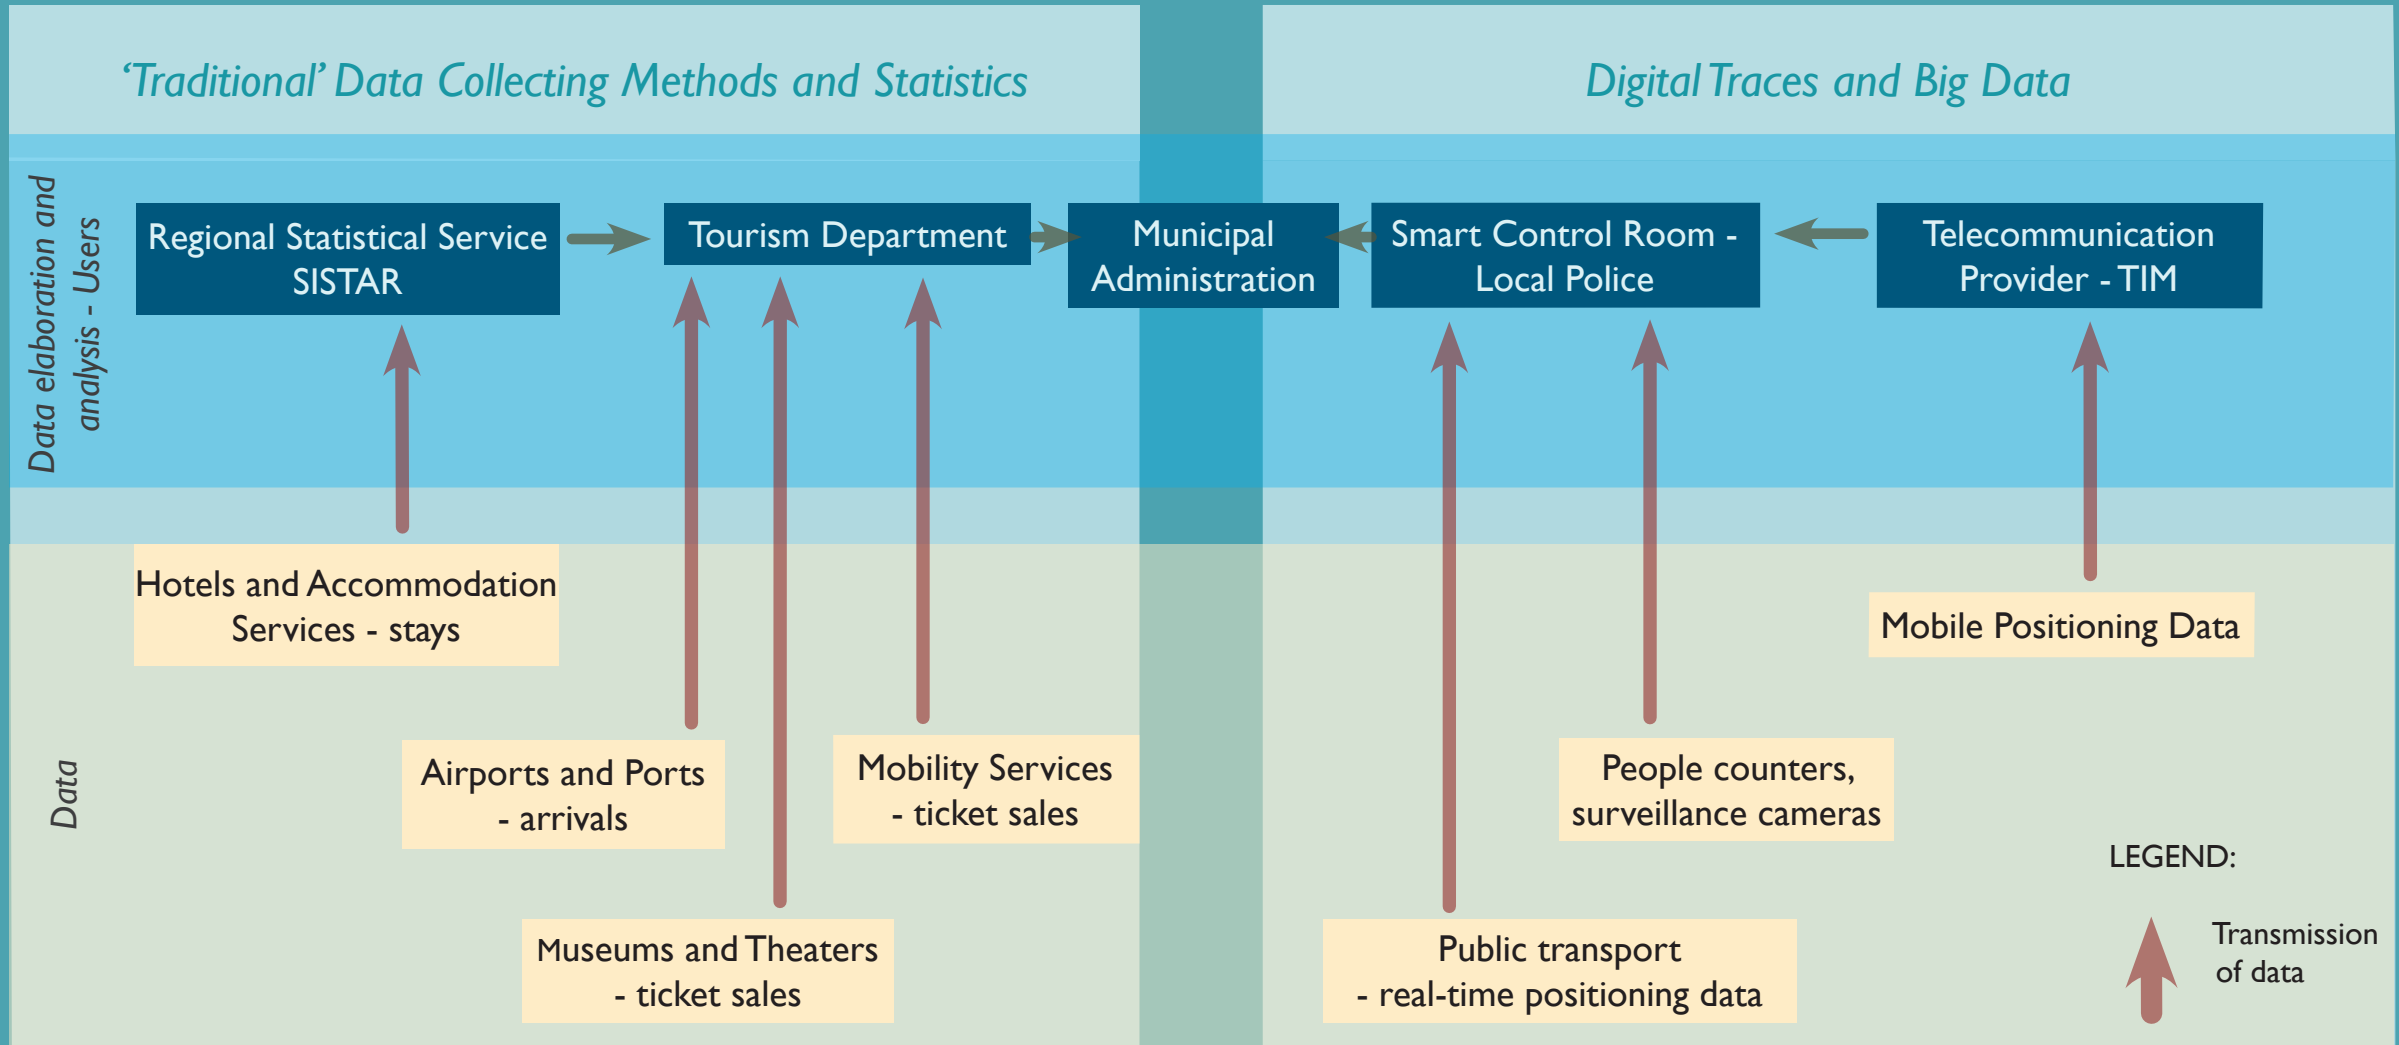 ‘Traditional’ Data Collecting Methods and Statistics
Digital Traces and Big Data
Data elaboration and
analysis - Users
Regional Statistical Service
SISTAR
Tourism Department
Municipal
Administration
Smart Control Room -
Local Police
Telecommunication
Provider - TIM
Data
Hotels and Accommodation
Services - stays
Airports and Ports
- arrivals
Museums and Theaters
- ticket sales
Mobility Services
- ticket sales
Public transport
- real-time positioning data
People counters,
surveillance cameras
Mobile Positioning Data
LEGEND:
Transmission
of data